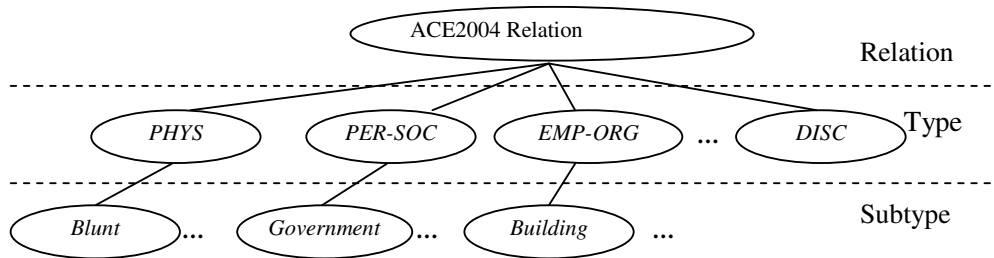 ACE2004 Relation
Relation
PHYS
PER-SOC
EMP-ORG
...
DISC
Type
Blunt
...
Government
...
Building
...
Subtype